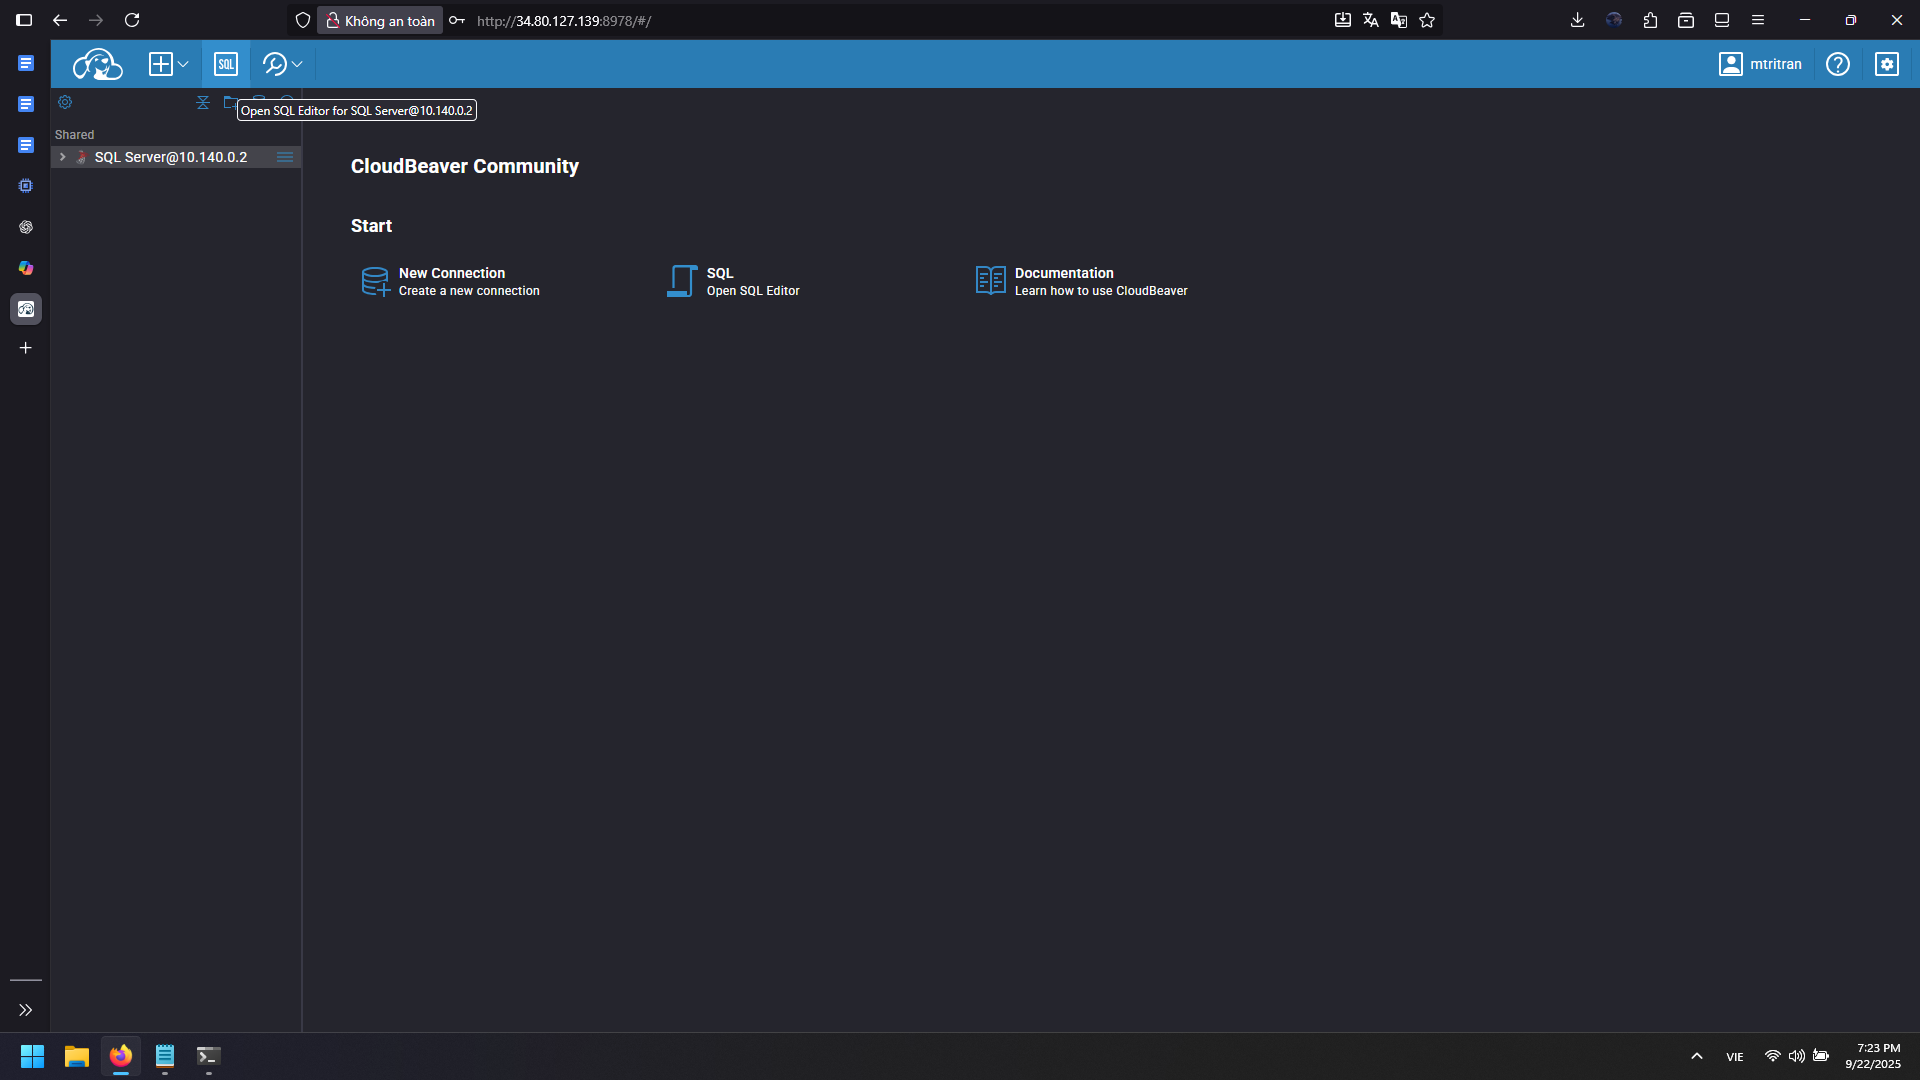 Không an toàn
http://34.80.127.139:8978/#/
SQL
mtritran
Open SQL Editor for SQL Server@10.140.0.2
Shared
SQL Server@10.140.0.2
CloudBeaver Community
Start
New Connection
Create a new connection
SQL
Open SQL Editor
Documentation
Learn how to use CloudBeaver
VIE
7:23 PM
9/22/2025